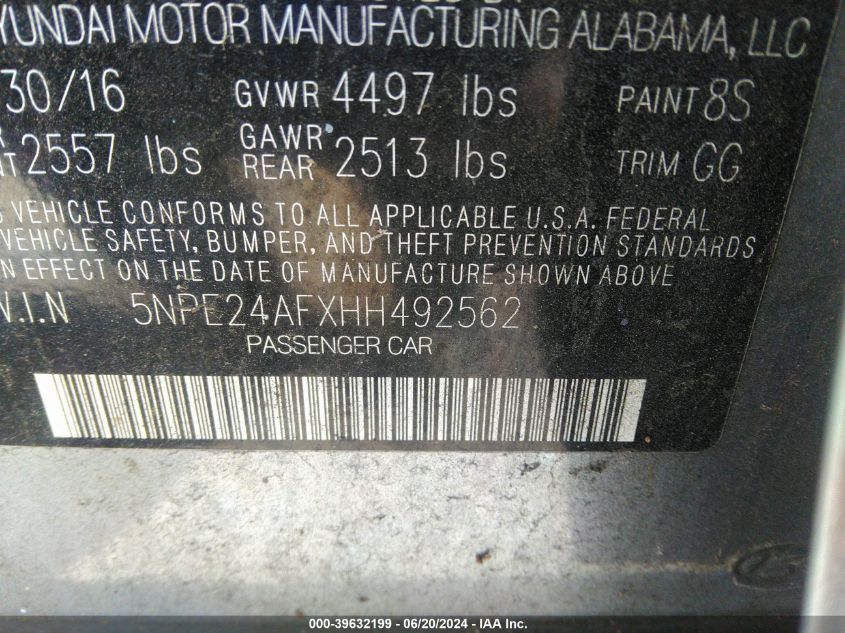 YUNDAI MOTOR MANUFACTURING ALABAMA, LLC
30/16 GVWR 4497 lbs PAINT 8S
2557 lbs GAWR REAR 2513 lbs TRIM GG
VEHICLE CONFORMS TO ALL APPLICABLE U.S.A. FEDERAL
VEHICLE SAFETY, BUMPER, AND THEFT PREVENTION STANDARDS
N EFFECT ON THE DATE OF MANUFACTURE SHOWN ABOVE
V.I.N 5NPE24AFXHH492562
PASSENGER CAR
000-39632199 - 06/20/2024 - IAA Inc.